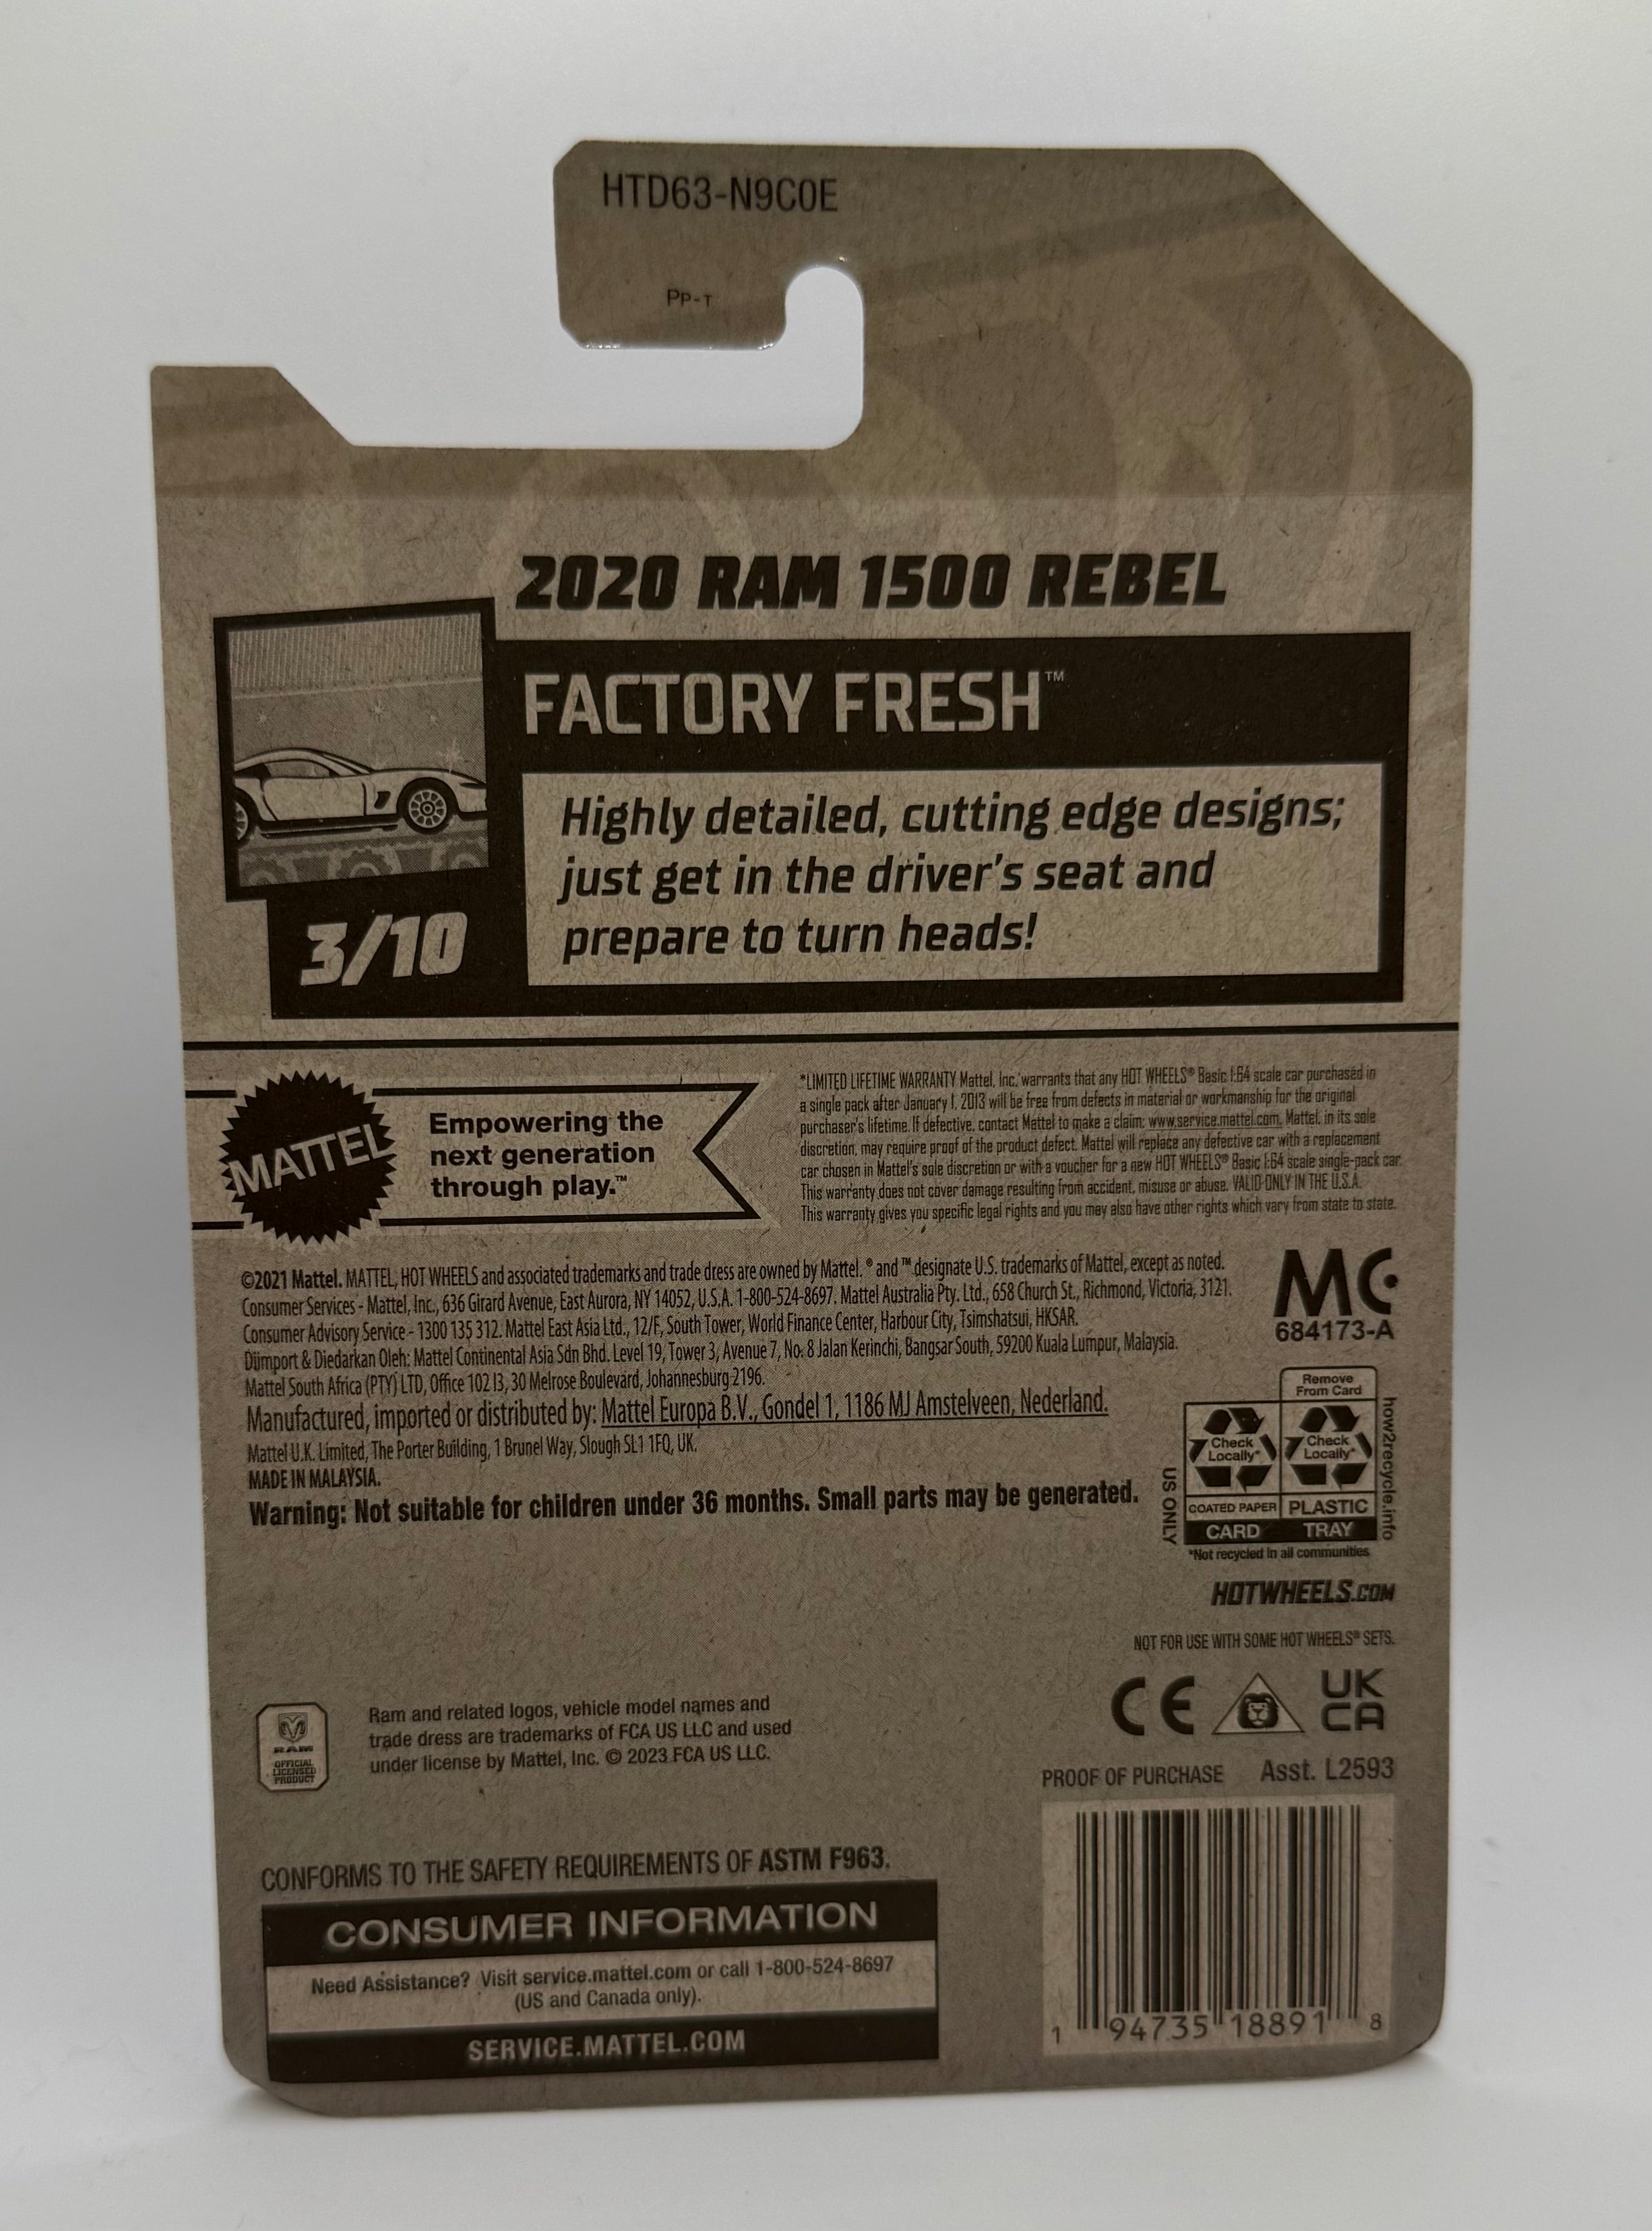 HTD63-N9C0E
PP-T
2020 RAM 1500 REBEL
FACTORY FRESH™
Highly detailed, cutting edge designs;
just get in the driver's seat and
prepare to turn heads!
3/10
MATTEL
Empowering the
next generation
through play.™
*LIMITED LIFETIME WARRANTY Mattel, Inc. warrants that any HOT WHEELS® Basic 1:64 scale car purchased in
a single pack after January 1, 2013 will be free from defects in material or workmanship for the original
purchaser's lifetime. If defective, contact Mattel to make a claim: www.service.mattel.com. Mattel, in its sole
discretion, may require proof of the product defect. Mattel will replace any defective car with a replacement
car chosen in Mattel's sole discretion or with a voucher for a new HOT WHEELS® Basic 1:64 scale single-pack car.
This warranty does not cover damage resulting from accident, misuse or abuse. VALID ONLY IN THE U.S.A.
This warranty gives you specific legal rights and you may also have other rights which vary from state to state.
©2021 Mattel. MATTEL, HOT WHEELS and associated trademarks and trade dress are owned by Mattel. ® and ™ designate U.S. trademarks of Mattel, except as noted.
Consumer Services - Mattel, Inc., 636 Girard Avenue, East Aurora, NY 14052, U.S.A. 1-800-524-8697. Mattel Australia Pty. Ltd., 658 Church St., Richmond, Victoria, 3121.
Consumer Advisory Service - 1300 135 312. Mattel East Asia Ltd., 12/F, South Tower, World Finance Center, Harbour City, Tsimshatsui, HKSAR.
Diimport & Diedarkan Oleh: Mattel Continental Asia Sdn Bhd. Level 19, Tower 3, Avenue 7, No. 8 Jalan Kerinchi, Bangsar South, 59200 Kuala Lumpur, Malaysia.
Mattel South Africa (PTY) LTD, Office 102 I3, 30 Melrose Boulevard, Johannesburg 2196.
Manufactured, imported or distributed by: Mattel Europa B.V., Gondel 1, 1186 MJ Amstelveen, Nederland.
Mattel U.K. Limited, The Porter Building, 1 Brunel Way, Slough SL1 1FQ, UK.
MADE IN MALAYSIA.
Warning: Not suitable for children under 36 months. Small parts may be generated.
MC
684173-A
Remove
From Card
Check
Locally*
Check
Locally*
COATED PAPER
PLASTIC
CARD
TRAY
US ONLY
how2recycle.info
*Not recycled in all communities
HOTWHEELS.COM
NOT FOR USE WITH SOME HOT WHEELS® SETS.
CE
UK
CA
RAM
OFFICIAL
LICENSED
PRODUCT
Ram and related logos, vehicle model names and
trade dress are trademarks of FCA US LLC and used
under license by Mattel, Inc. © 2023 FCA US LLC.
PROOF OF PURCHASE Asst. L2593
1 94735 18891 8
CONFORMS TO THE SAFETY REQUIREMENTS OF ASTM F963.
CONSUMER INFORMATION
Need Assistance? Visit service.mattel.com or call 1-800-524-8697
(US and Canada only).
SERVICE.MATTEL.COM